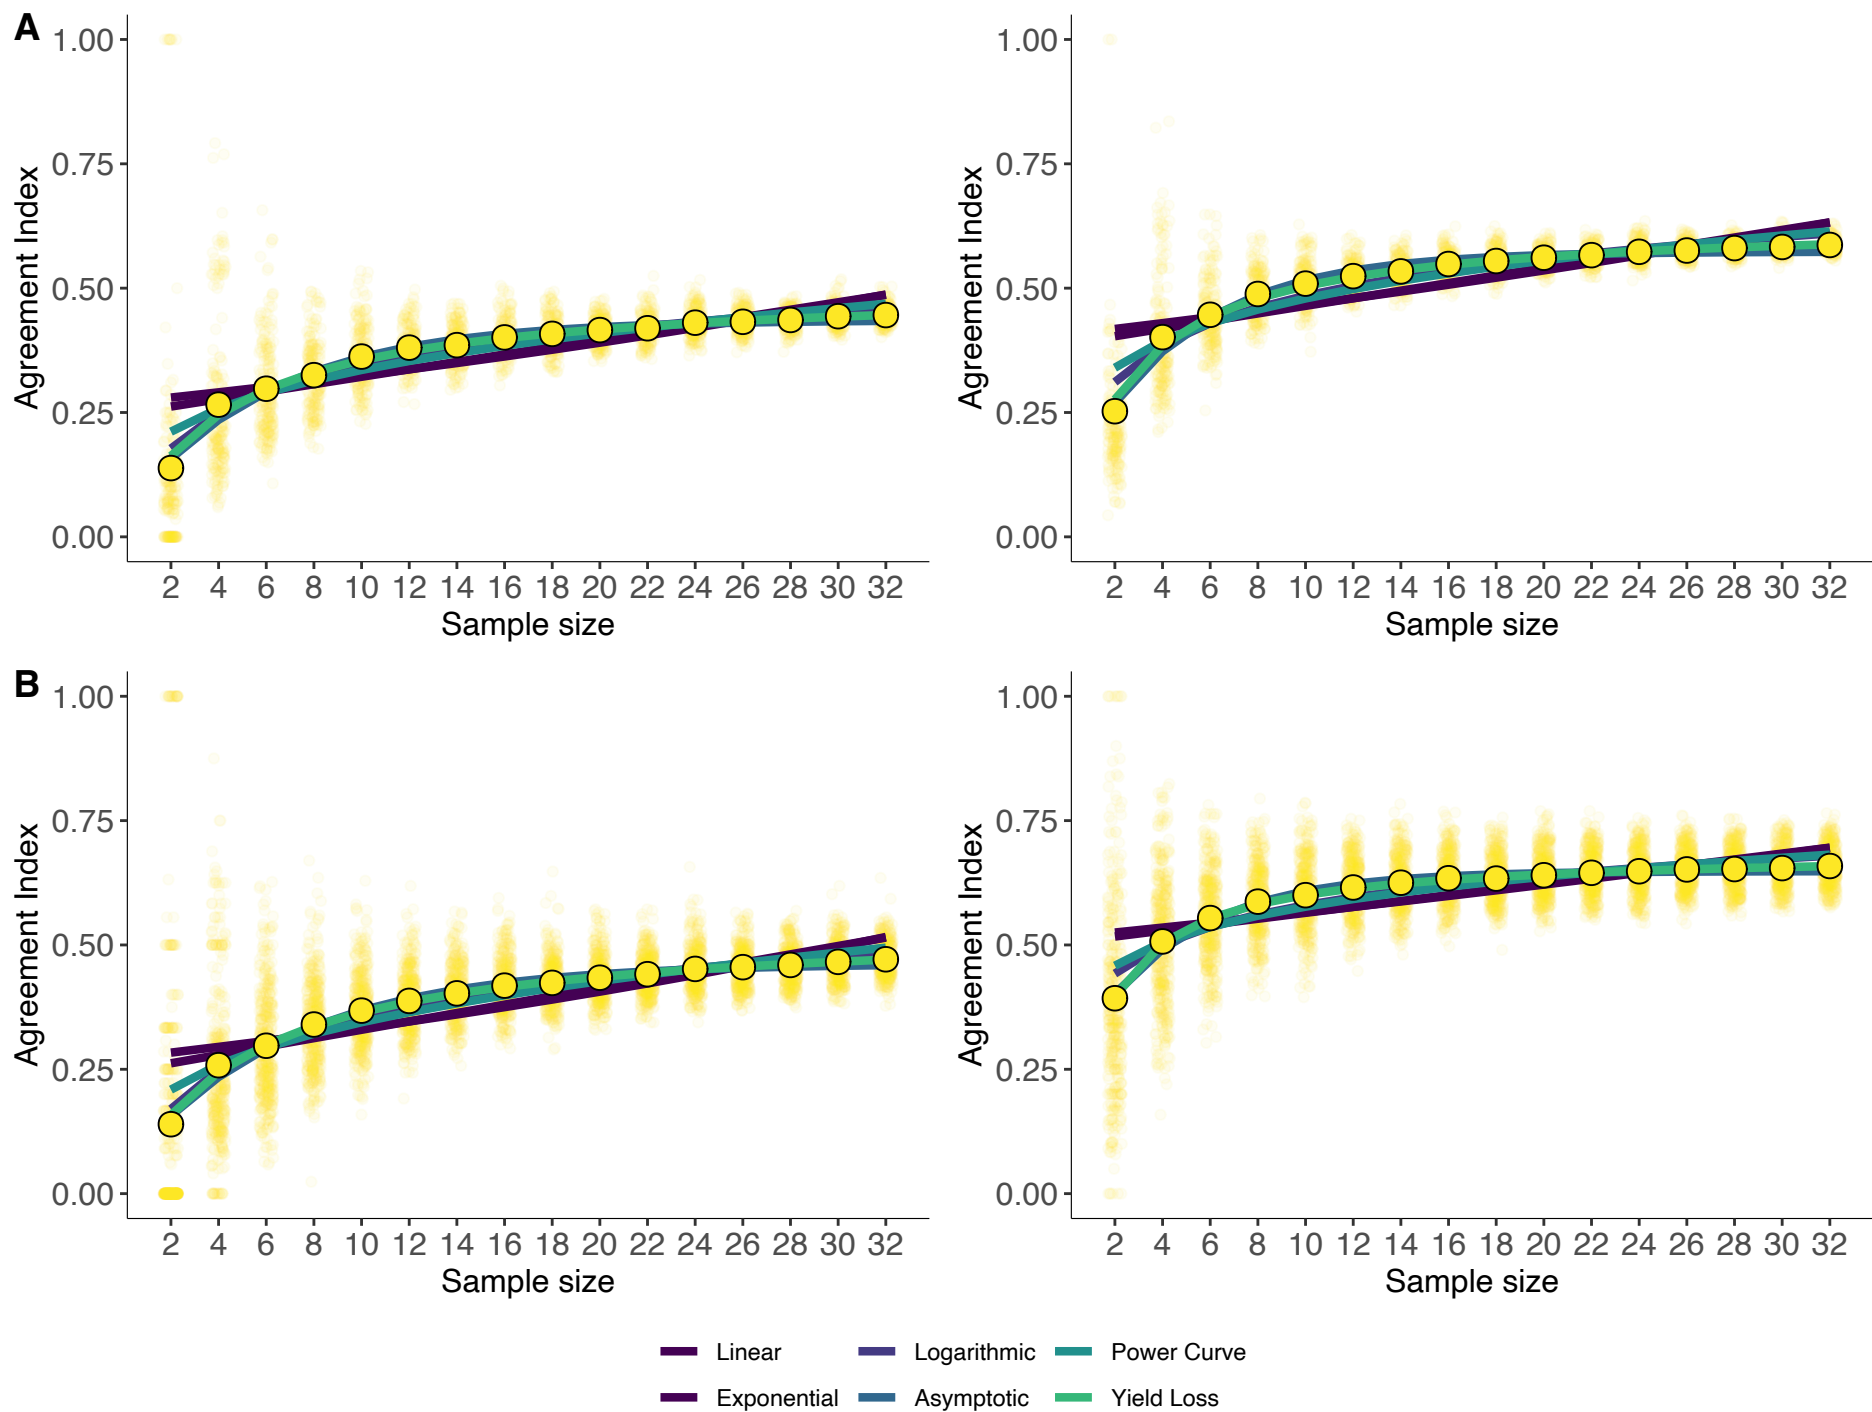 A
1.00
0.75
0.50
0.25
0.00
Agreement Index
2 4 6 8 10 12 14 16 18 20 22 24 26 28 30 32
Sample size
1.00
0.75
0.50
0.25
0.00
Agreement Index
2 4 6 8 10 12 14 16 18 20 22 24 26 28 30 32
Sample size
B
1.00
0.75
0.50
0.25
0.00
Agreement Index
2 4 6 8 10 12 14 16 18 20 22 24 26 28 30 32
Sample size
1.00
0.75
0.50
0.25
0.00
Agreement Index
2 4 6 8 10 12 14 16 18 20 22 24 26 28 30 32
Sample size
Linear Logarithmic Power Curve
Exponential Asymptotic Yield Loss